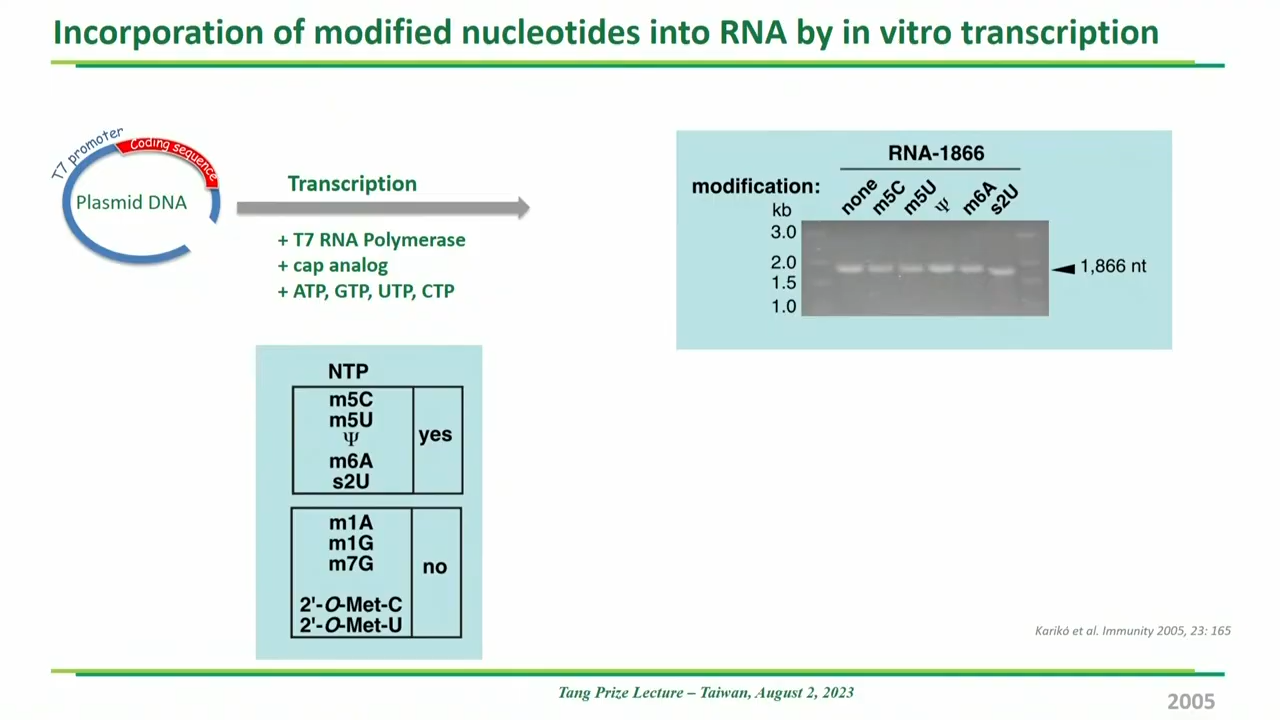 Incorporation of modified nucleotides into RNA by in vitro transcription
T7 promoter
Coding sequence
Plasmid DNA
Transcription
+ T7 RNA Polymerase
+ cap analog
+ ATP, GTP, UTP, CTP
NTP
m5C
m5U
Ψ
m6A
s2U
yes
m1A
m1G
m7G
2'-O-Met-C
2'-O-Met-U
no
RNA-1866
modification:
none m5C m5U Ψ m6A s2U
kb
3.0
2.0
1.5
1.0
1,866 nt
Karikó et al. Immunity 2005, 23: 165
Tang Prize Lecture – Taiwan, August 2, 2023
2005